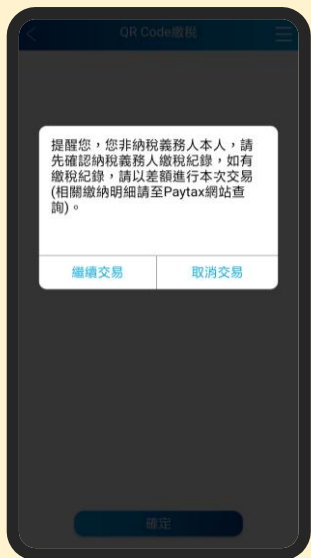 QR Code繳稅
提醒您，您非納稅義務人本人，請
先確認納稅義務人繳稅紀錄，如有
繳稅紀錄，請以差額進行本次交易
(相關繳納明細請至Paytax網站查
詢)。
繼續交易
取消交易
確定